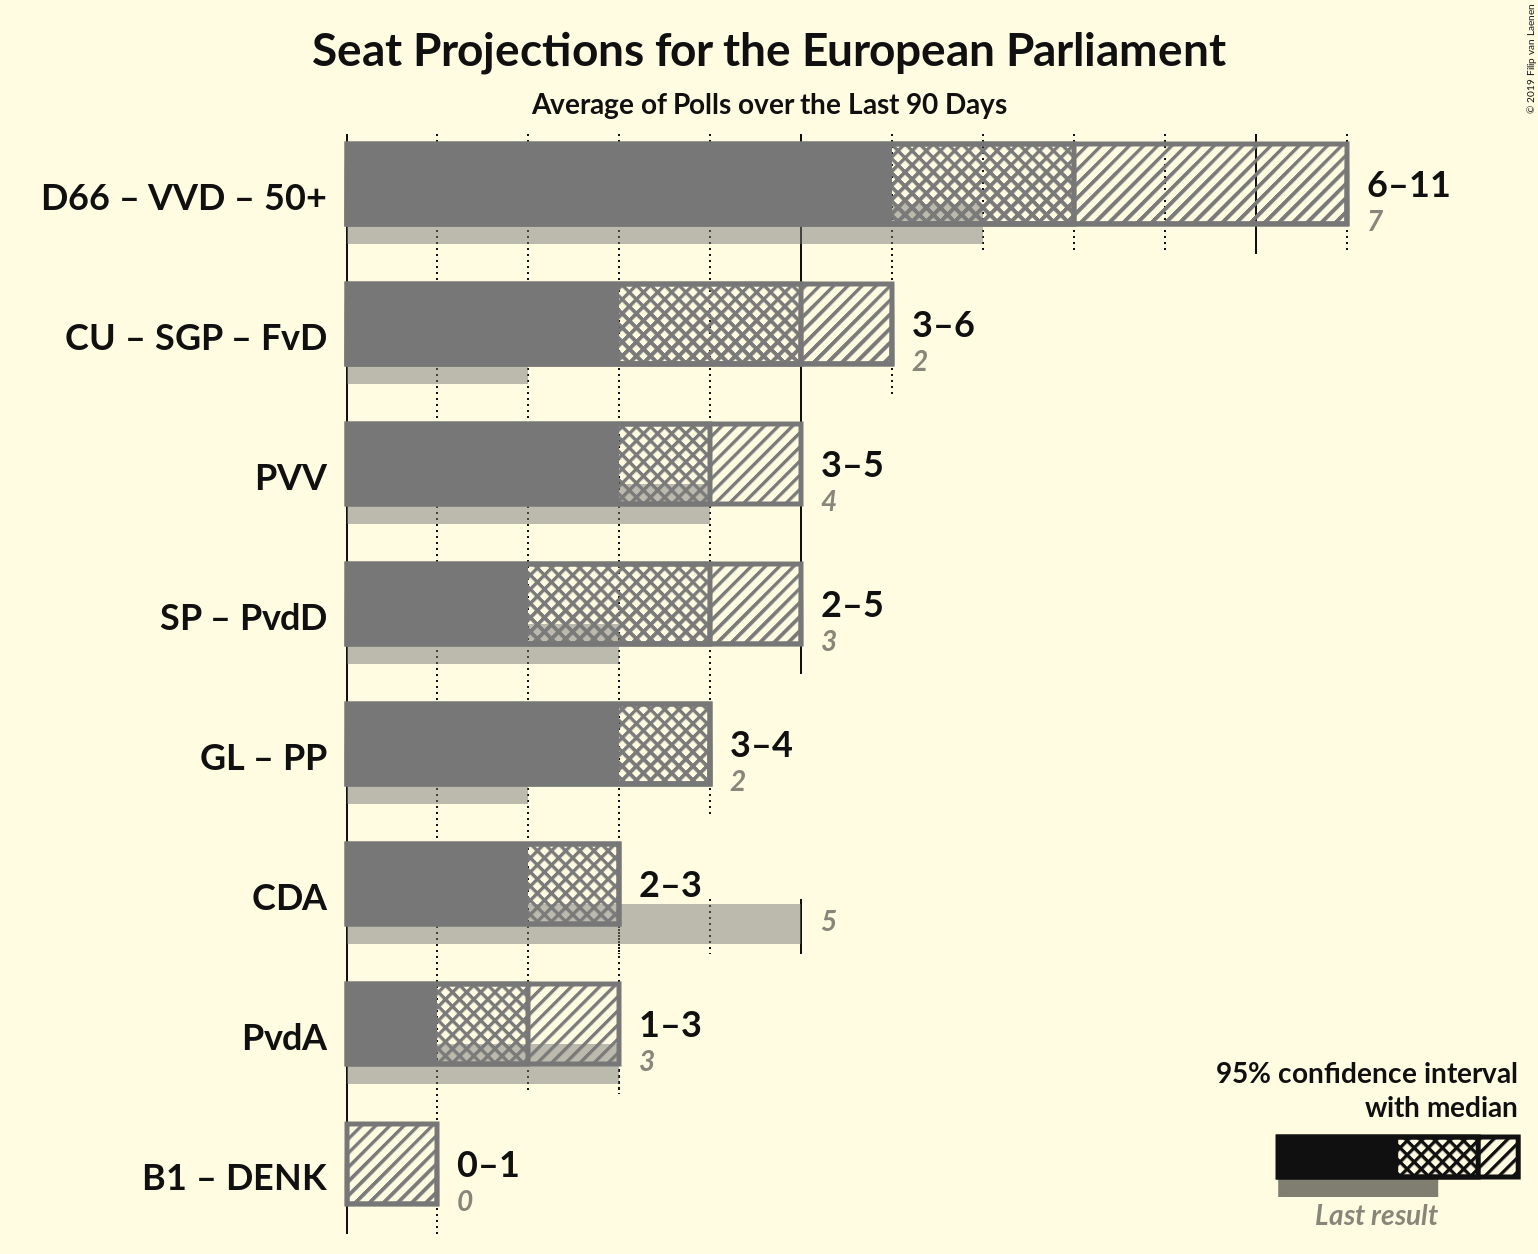 Seat Projections for the European Parliament
Average of Polls over the Last 90 Days
© 2019 Filip van Laenen
D66 – VVD – 50+
6–11
7
CU – SGP – FvD
3–6
2
PVV
3–5
4
SP – PvdD
2–5
3
GL – PP
3–4
2
CDA
2–3
5
PvdA
1–3
3
B1 – DENK
0–1
0
95% confidence interval
with median
Last result